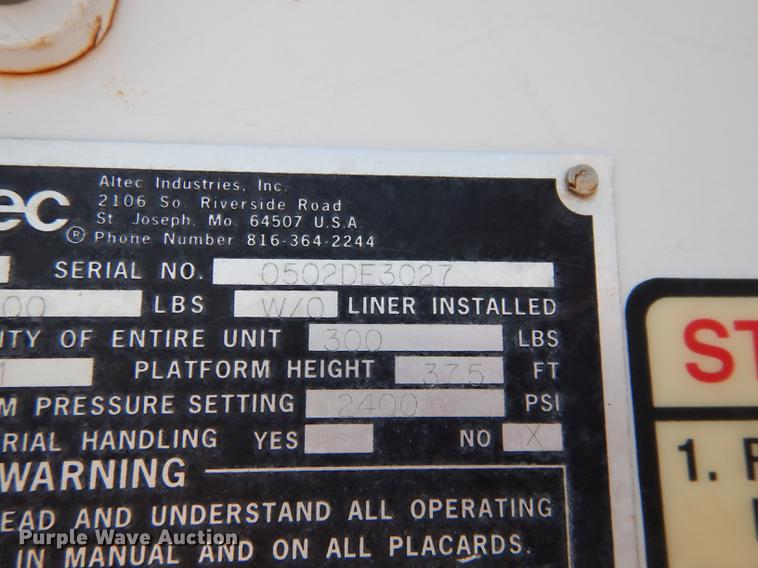 Altec Industries, Inc.
2106 So. Riverside Road
St. Joseph, Mo. 64507 U.S.A.
ec ® Phone Number 816-364-2244
SERIAL NO. 0502DE3027
00 LBS W/O LINER INSTALLED
ITY OF ENTIRE UNIT 300 LBS
1 PLATFORM HEIGHT 37.5 FT
M PRESSURE SETTING 2400 PSI
ERIAL HANDLING YES NO X
WARNING
EAD AND UNDERSTAND ALL OPERATING
IN MANUAL AND ON ALL PLACARDS.
ST
1.
Purple Wave Auction